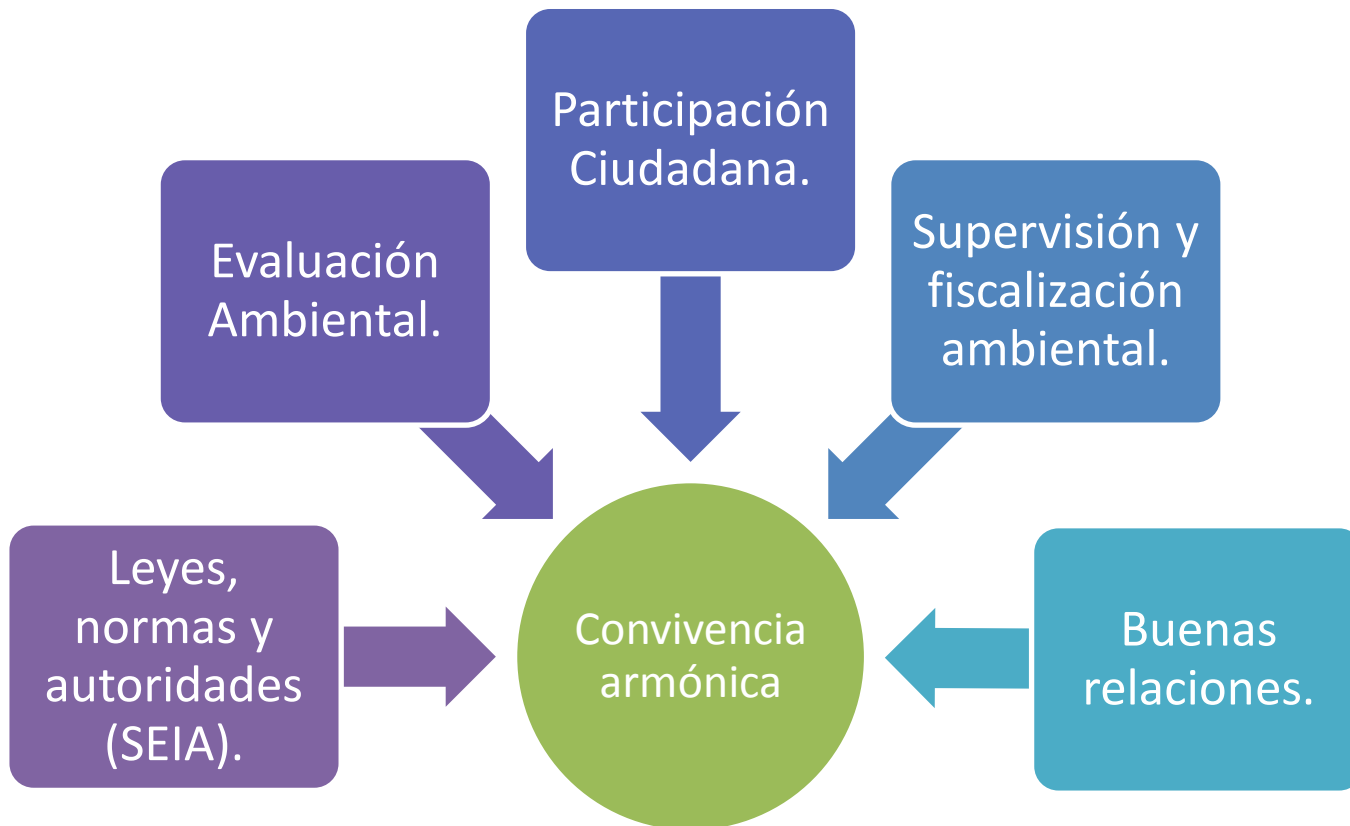 Participación
Ciudadana.
Evaluación
Ambiental.
Supervisión y
fiscalización
ambiental.
Leyes,
normas y
autoridades
(SEIA).
Convivencia
armónica
Buenas
relaciones.